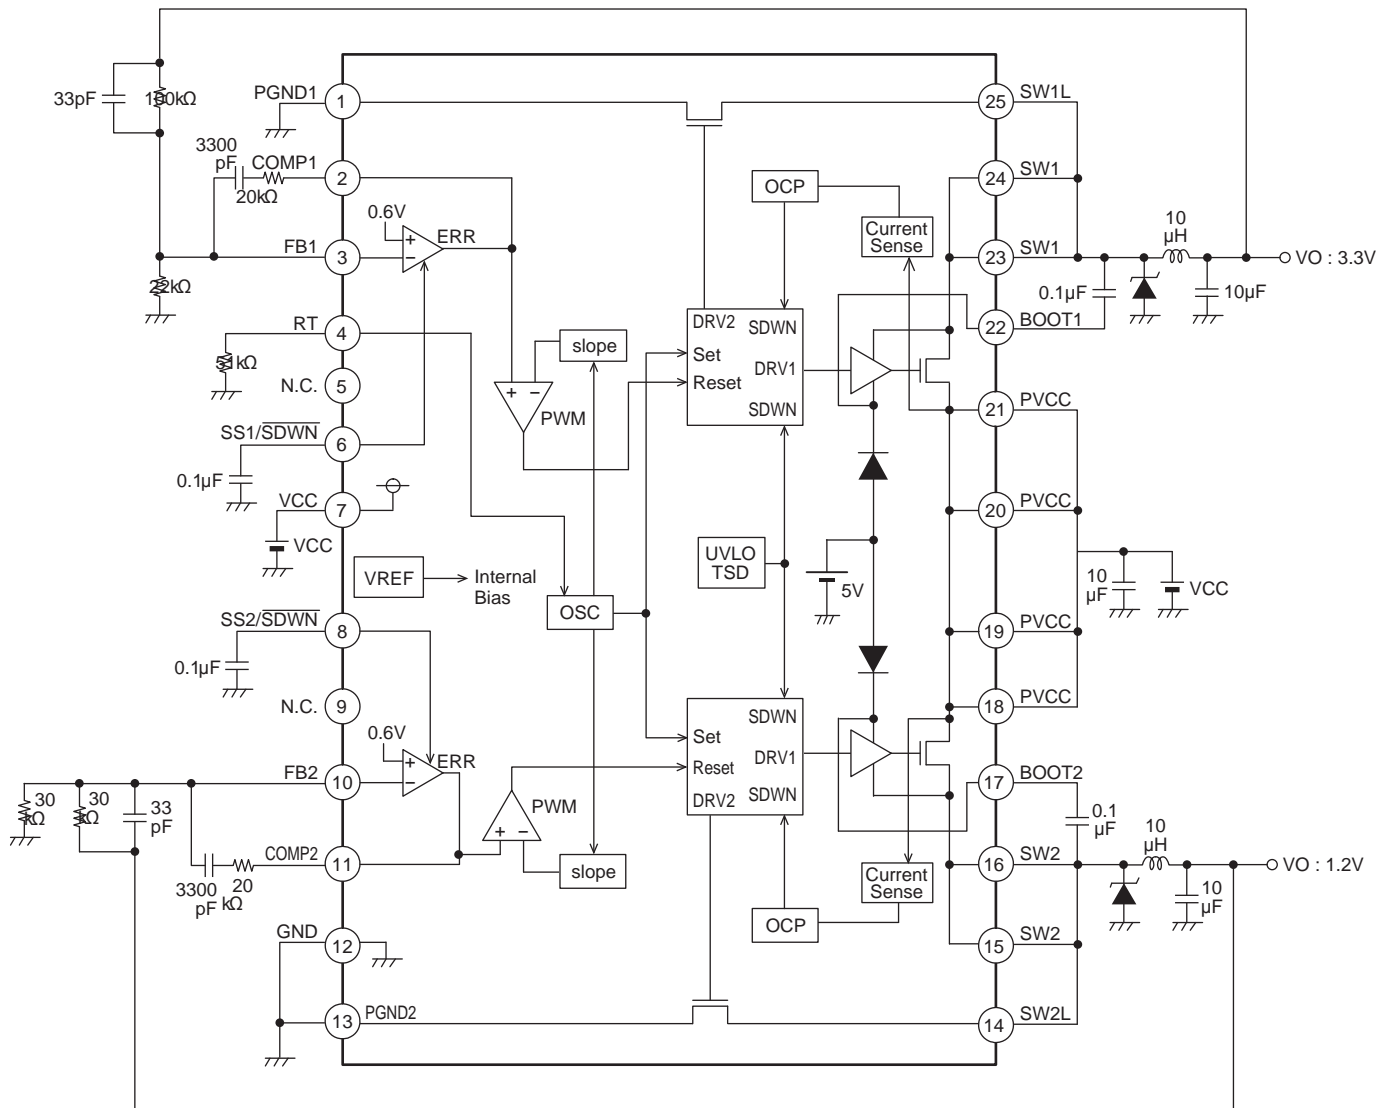 33pF
100kΩ
PGND1
1
25
SW1L
3300
pF
COMP1
20kΩ
2
24
SW1
OCP
Current
Sense
0.6V
+
−
ERR
FB1
3
23
SW1
10
µH
VO : 3.3V
22kΩ
0.1µF
10µF
22
BOOT1
RT
4
51kΩ
N.C.
5
slope
+
−
PWM
DRV2
SDWN
Set
DRV1
Reset
SDWN
21
PVCC
SS1/SDWN
6
0.1µF
VCC
7
VCC
20
PVCC
VREF
Internal
Bias
OSC
UVLO
TSD
5V
10
µF
VCC
SS2/SDWN
8
0.1µF
19
PVCC
N.C.
9
18
PVCC
0.6V
+
−
ERR
FB2
10
SDWN
Set
DRV1
Reset
SDWN
DRV2
17
BOOT2
30
kΩ
30
kΩ
33
pF
PWM
+
−
0.1
µF
10
µH
COMP2
11
3300
pF
20
kΩ
slope
Current
Sense
16
SW2
VO : 1.2V
10
µF
OCP
GND
12
15
SW2
13
PGND2
14
SW2L